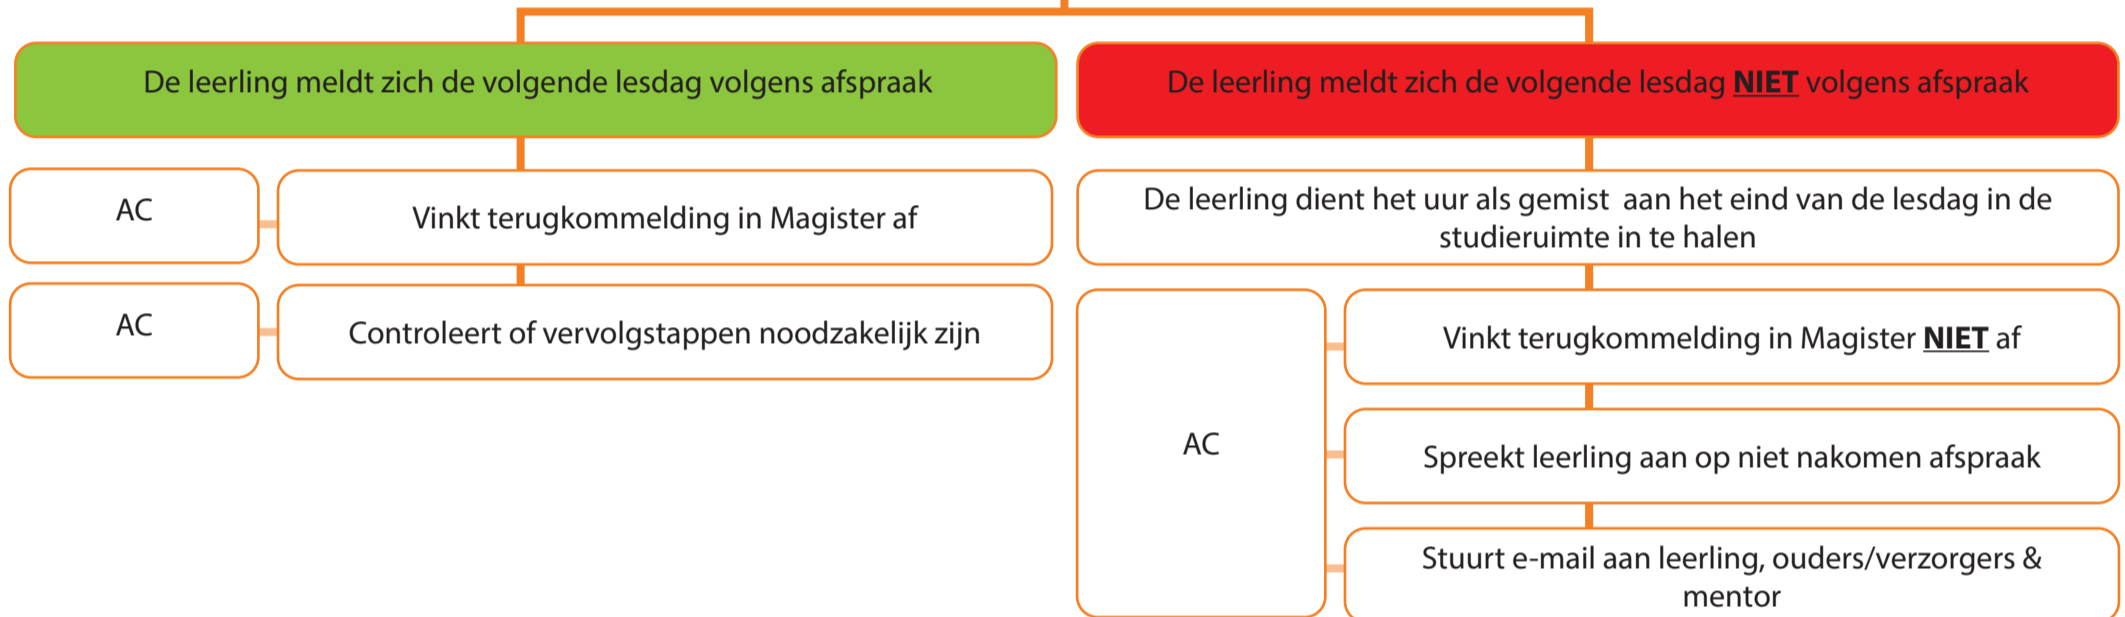 De leerling meldt zich de volgende lesdag volgens afspraak
AC
Vinkt terugkommelding in Magister af
AC
Controleert of vervolgstappen noodzakelijk zijn
De leerling meldt zich de volgende lesdag NIET volgens afspraak
De leerling dient het uur als gemist  aan het eind van de lesdag in de
studieruimte in te halen
AC
Vinkt terugkommelding in Magister NIET af
Spreekt leerling aan op niet nakomen afspraak
Stuurt e-mail aan leerling, ouders/verzorgers &
mentor